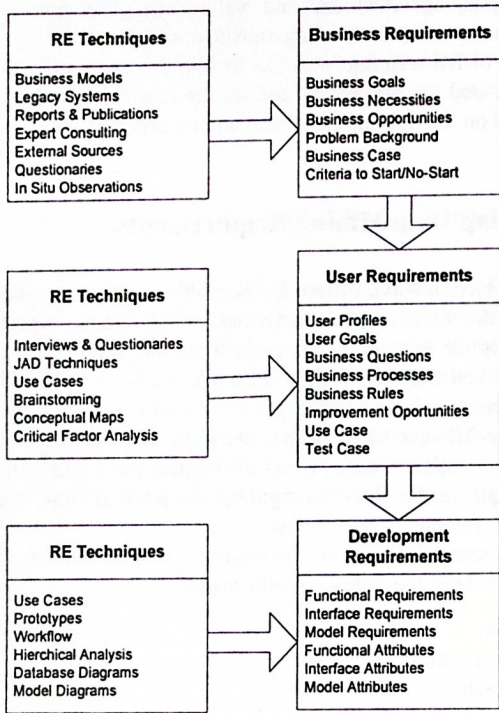 RE Techniques
Business Models
Legacy Systems
Reports & Publications
Expert Consulting
External Sources
Questionaries
In Situ Observations
Business Requirements
Business Goals
Business Necessities
Business Opportunities
Problem Background
Business Case
Criteria to Start/No-Start
RE Techniques
Interviews & Questionaries
JAD Techniques
Use Cases
Brainstorming
Conceptual Maps
Critical Factor Analysis
User Requirements
User Profiles
User Goals
Business Questions
Business Processes
Business Rules
Improvement Oportunities
Use Case
Test Case
RE Techniques
Use Cases
Prototypes
Workflow
Hierchical Analysis
Database Diagrams
Model Diagrams
Development
Requirements
Functional Requirements
Interface Requirements
Model Requirements
Functional Attributes
Interface Attributes
Model Attributes